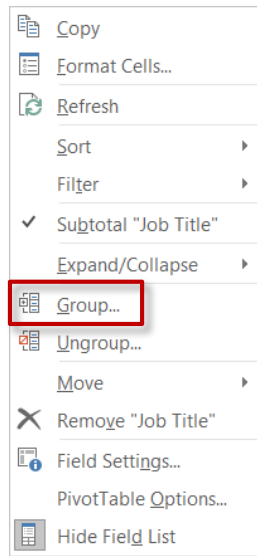 Copy
Format Cells...
Refresh
Sort
Filter
Subtotal "Job Title"
Expand/Collapse
Group...
Ungroup...
Move
Remove "Job Title"
Field Settings...
PivotTable Options...
Hide Field List